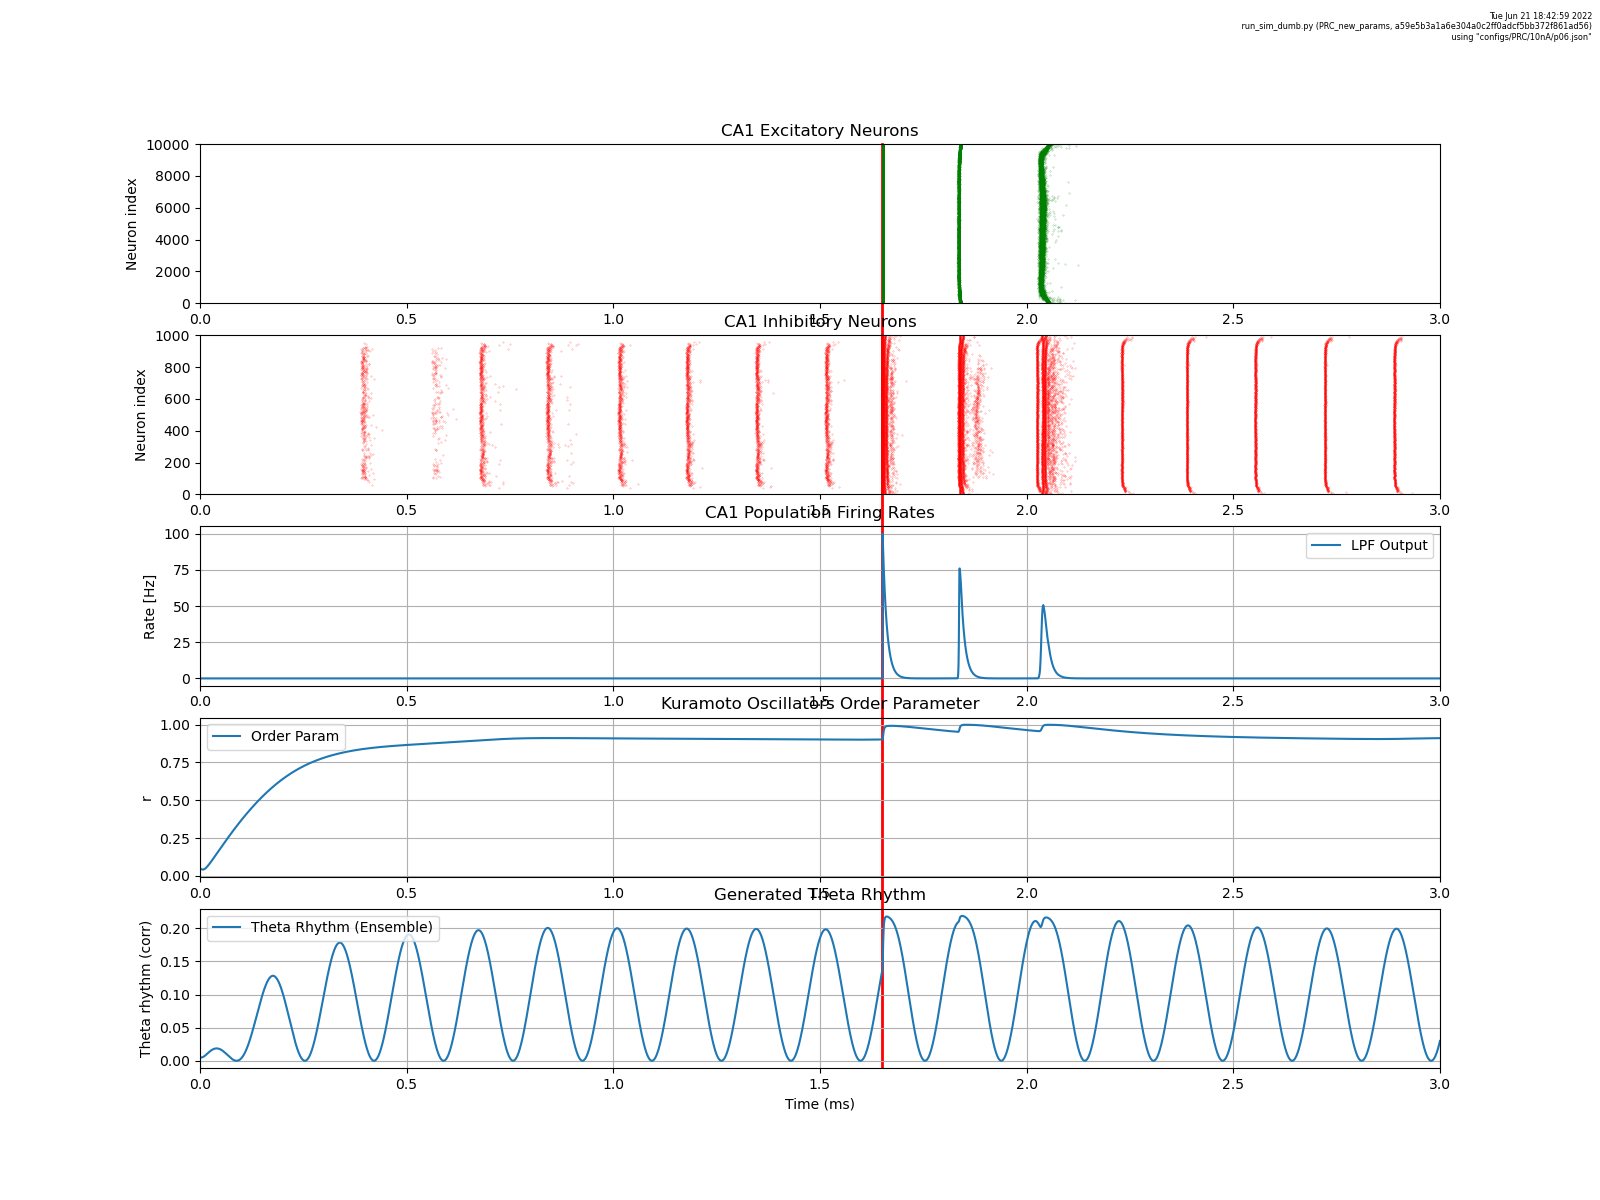 Tue Jun 21 18:42:59 2022
run_sim_dumb.py (PRC_new_params, a59e5b3a1a6e304a0c2ff0adcf5bb372f861ad56)
using "configs/PRC/10nA/p06.json"
CA1 Excitatory Neurons
Neuron index
10000
8000
6000
4000
2000
0
0.0 0.5 1.0 1.5 2.0 2.5 3.0
CA1 Inhibitory Neurons
Neuron index
1000
800
600
400
200
0
0.0 0.5 1.0 1.5 2.0 2.5 3.0
CA1 Population Firing Rates
Rate [Hz]
100
75
50
25
0
LPF Output
0.0 0.5 1.0 1.5 2.0 2.5 3.0
Kuramoto Oscillators Order Parameter
r
1.00
0.75
0.50
0.25
0.00
Order Param
0.0 0.5 1.0 1.5 2.0 2.5 3.0
Generated Theta Rhythm
Theta rhythm (corr)
0.20
0.15
0.10
0.05
0.00
Theta Rhythm (Ensemble)
0.0 0.5 1.0 1.5 2.0 2.5 3.0
Time (ms)